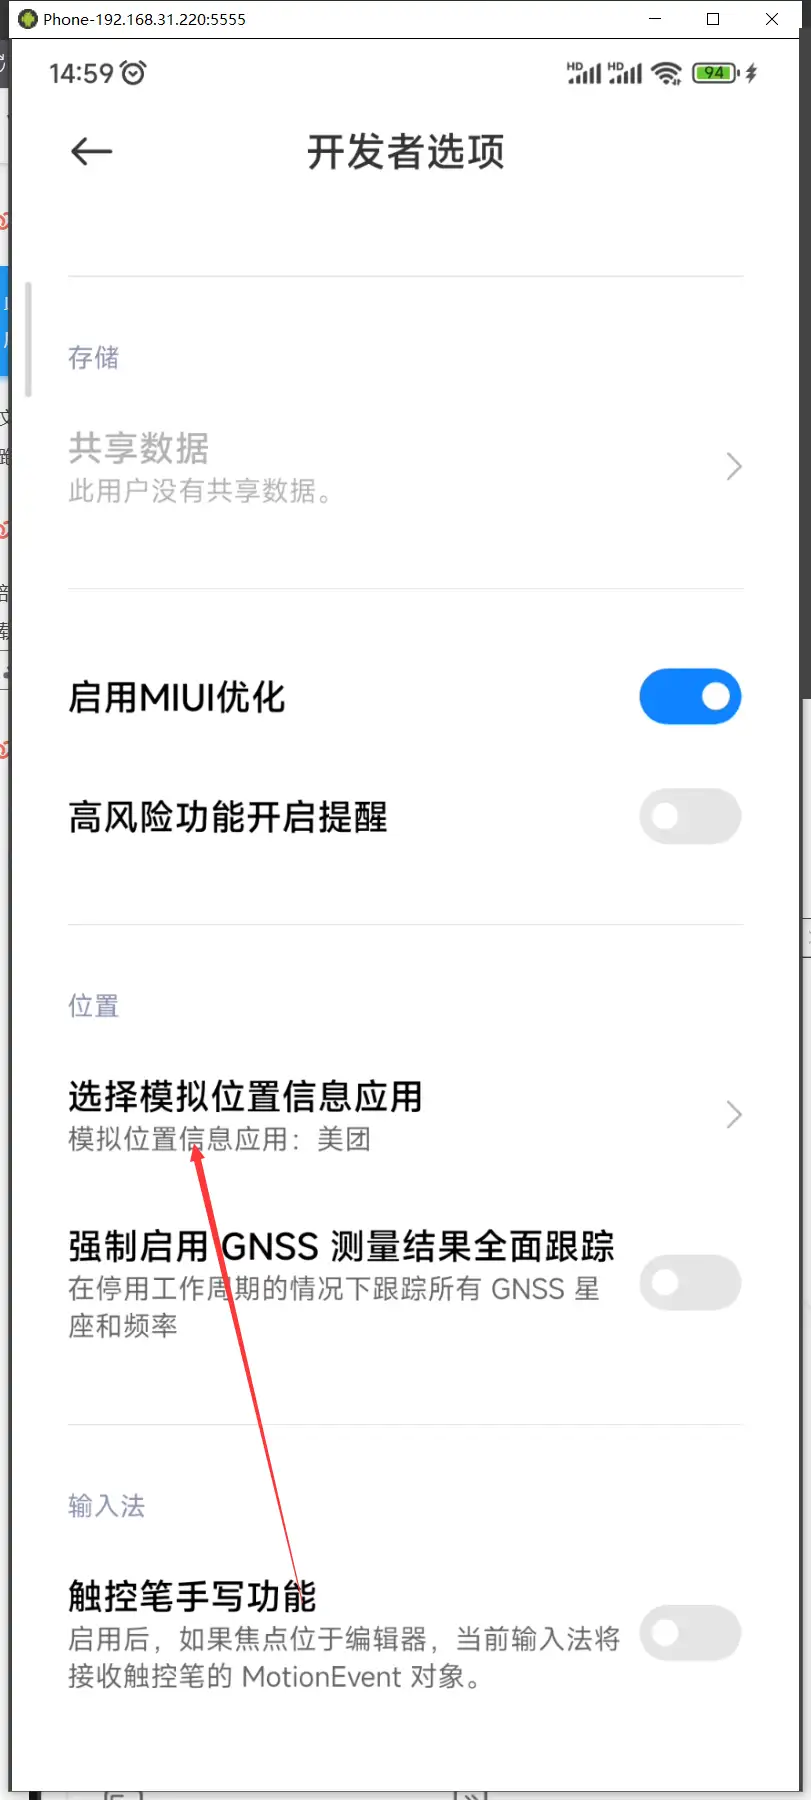 Phone-192.168.31.220:5555
14:59
HD HD 94
开发者选项
存储
共享数据
此用户没有共享数据。
启用MIUI优化
高风险功能开启提醒
位置
选择模拟位置信息应用
模拟位置信息应用：美团
强制启用 GNSS 测量结果全面跟踪
在停用工作周期的情况下跟踪所有 GNSS 星
座和频率
输入法
触控笔手写功能
启用后，如果焦点位于编辑器，当前输入法将
接收触控笔的 MotionEvent 对象。